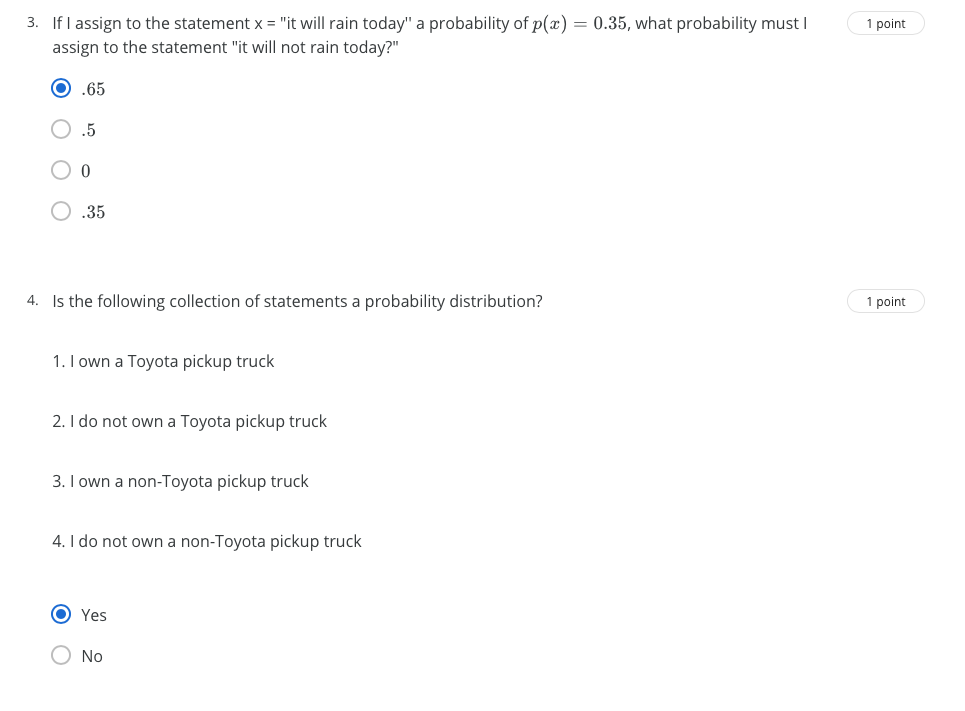 3. If I assign to the statement x = "it will rain today'' a probability of p(x) = 0.35, what probability must I
assign to the statement "it will not rain today?"
1 point
.65
.5
0
.35
4. Is the following collection of statements a probability distribution?
1 point
1. I own a Toyota pickup truck
2. I do not own a Toyota pickup truck
3. I own a non-Toyota pickup truck
4. I do not own a non-Toyota pickup truck
Yes
No